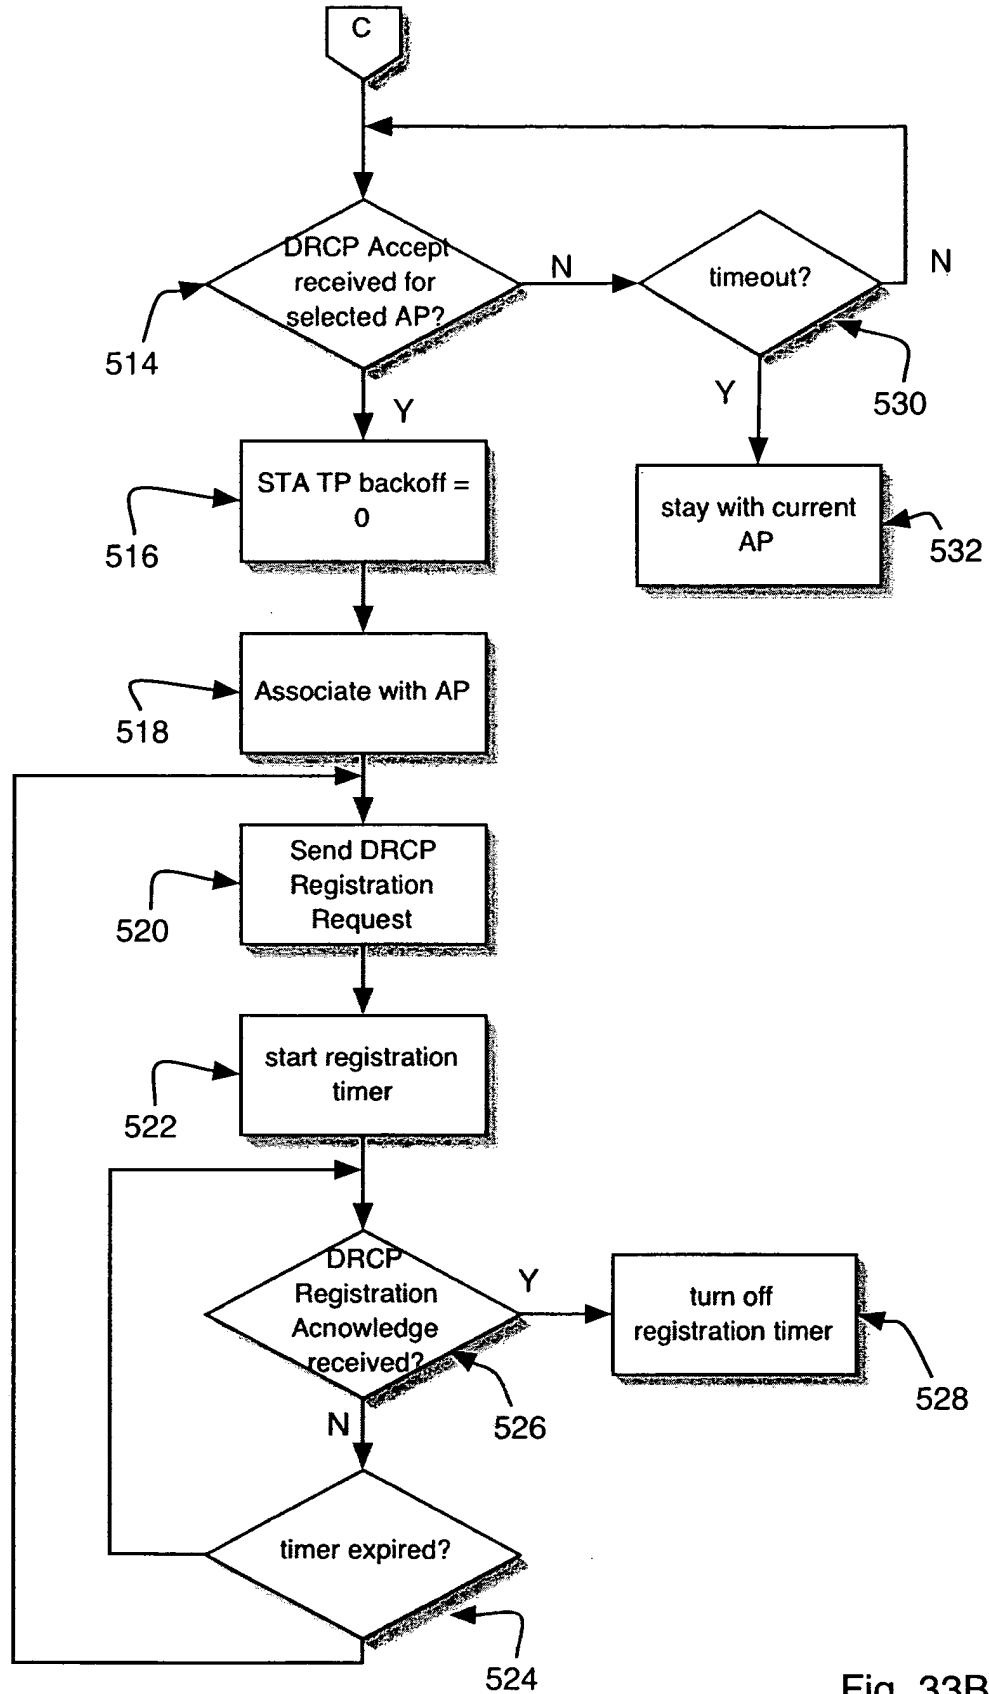 C
DRCP Accept
received for
selected AP?
N
timeout?
N
514
530
Y
Y
STA TP backoff =
0
stay with current
AP
516
532
Associate with AP
518
Send DRCP
Registration
Request
520
start registration
timer
522
DRCP
Registration
Acnowledge
received?
Y
turn off
registration timer
528
526
N
timer expired?
524
Fig. 33B